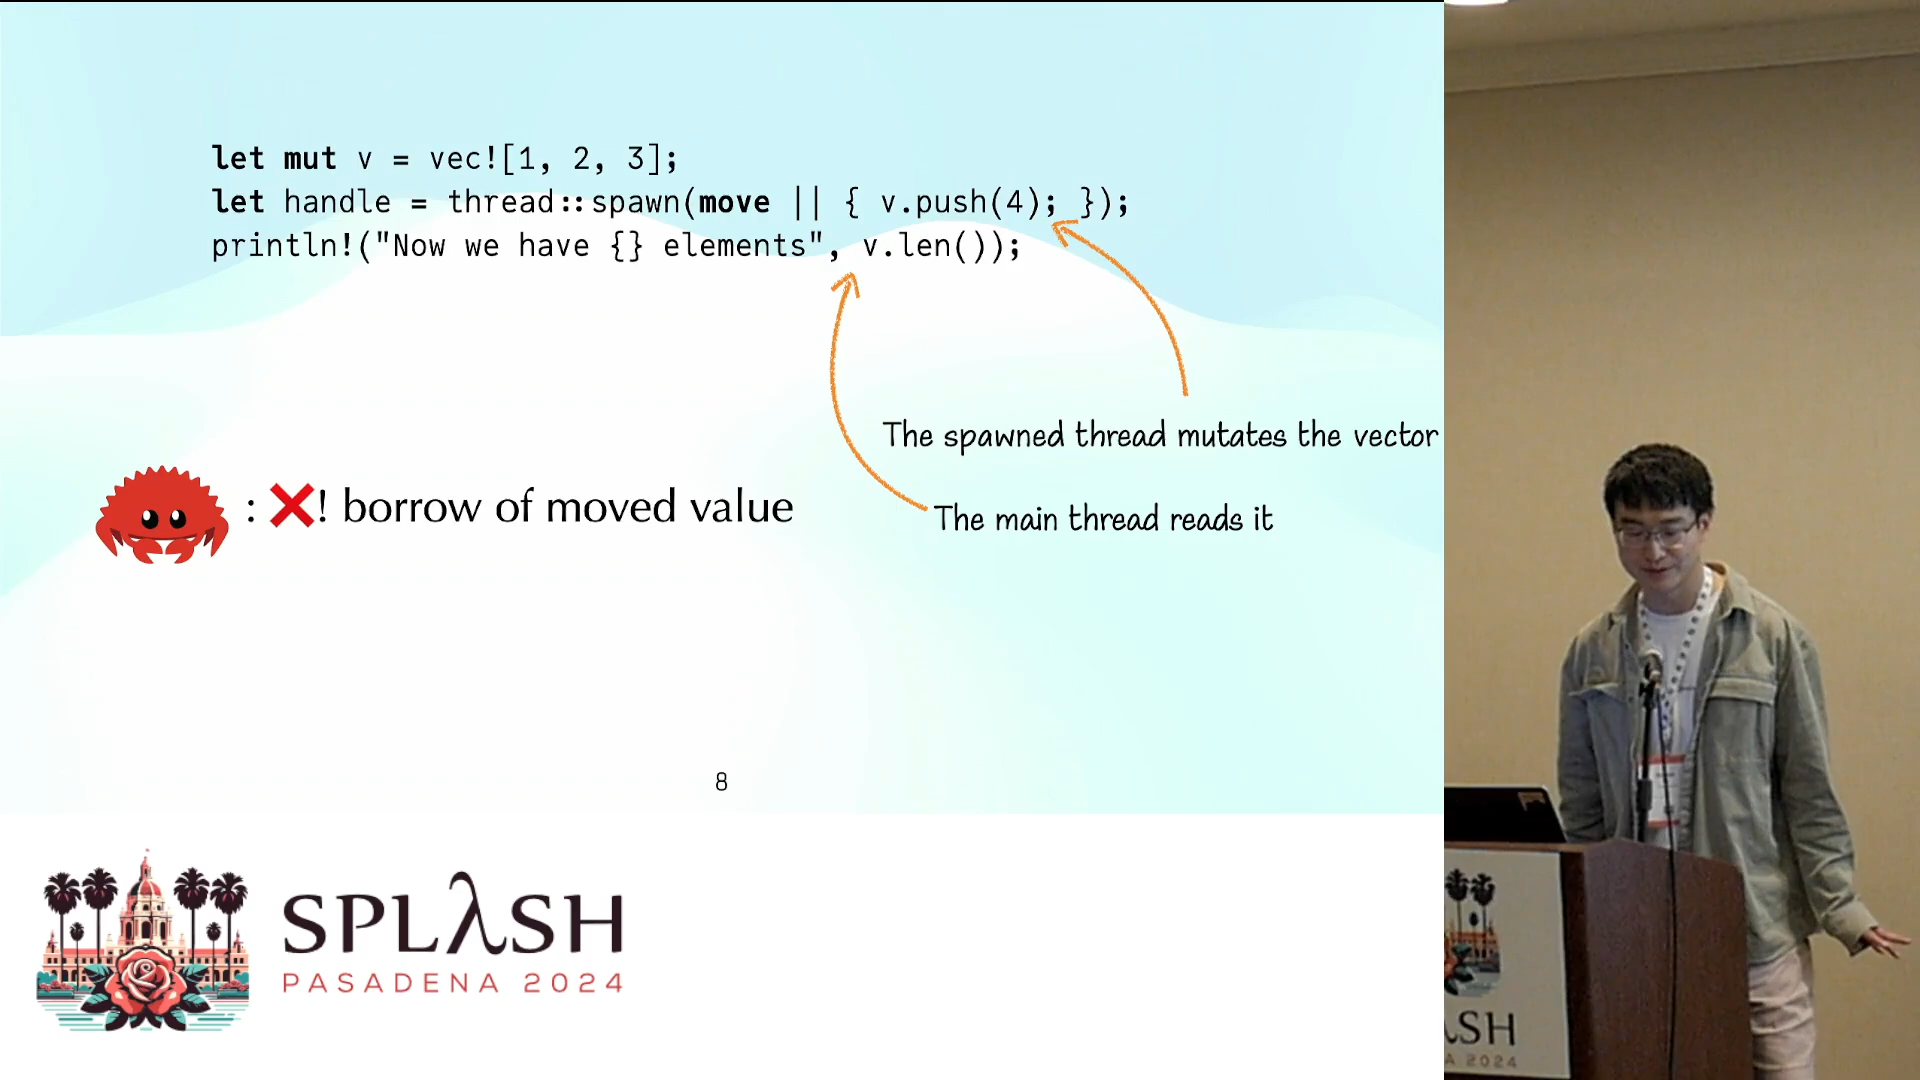 let mut v = vec![1, 2, 3];
let handle = thread::spawn(move || { v.push(4); });
println!("Now we have {} elements", v.len());
The spawned thread mutates the vector
: ❌! borrow of moved value
The main thread reads it
8
SPLλSH
PASADENA 2024
λSH
A 2024